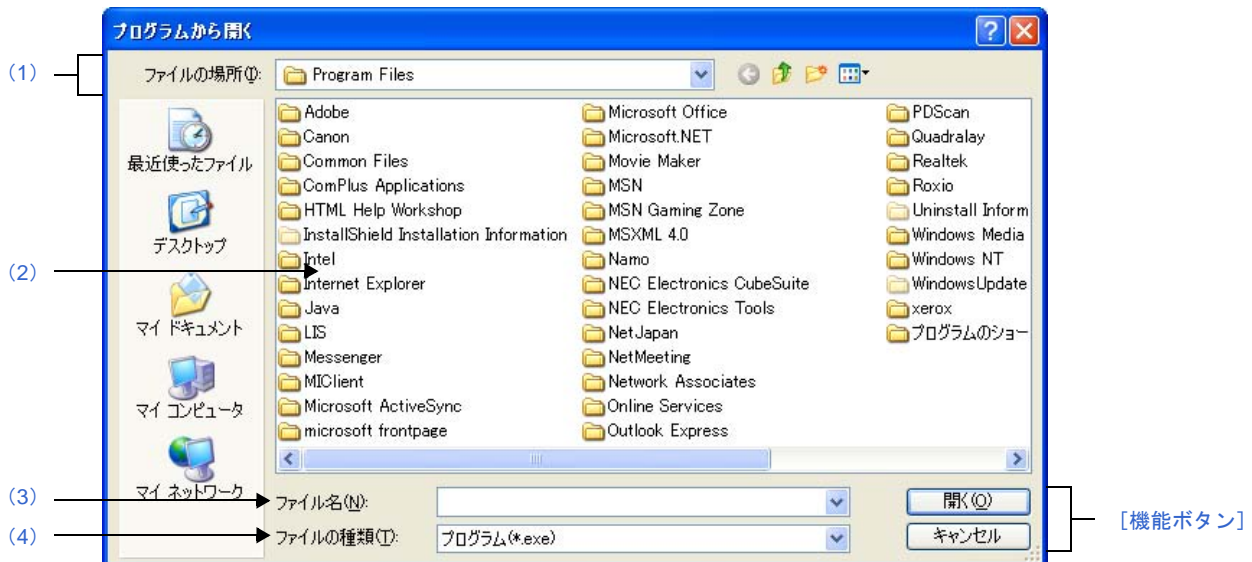 プログラムから開く
(1)
ファイルの場所(I):
Program Files
最近使ったファイル
デスクトップ
マイ ドキュメント
マイ コンピュータ
マイ ネットワーク
(2)
Adobe
Canon
Common Files
ComPlus Applications
HTML Help Workshop
InstallShield Installation Information
Intel
Internet Explorer
Java
LIS
Messenger
MIClient
Microsoft ActiveSync
microsoft frontpage
Microsoft Office
Microsoft.NET
Movie Maker
MSN
MSN Gaming Zone
MSXML 4.0
Namo
NEC Electronics CubeSuite
NEC Electronics Tools
NetJapan
NetMeeting
Network Associates
Online Services
Outlook Express
PDScan
Quadralay
Realtek
Roxio
Uninstall Inform
Windows Media
Windows NT
WindowsUpdate
xerox
プログラムのショー
(3)
ファイル名(N):
開く(O)
(4)
ファイルの種類(T):
プログラム(*.exe)
キャンセル
[機能ボタン]